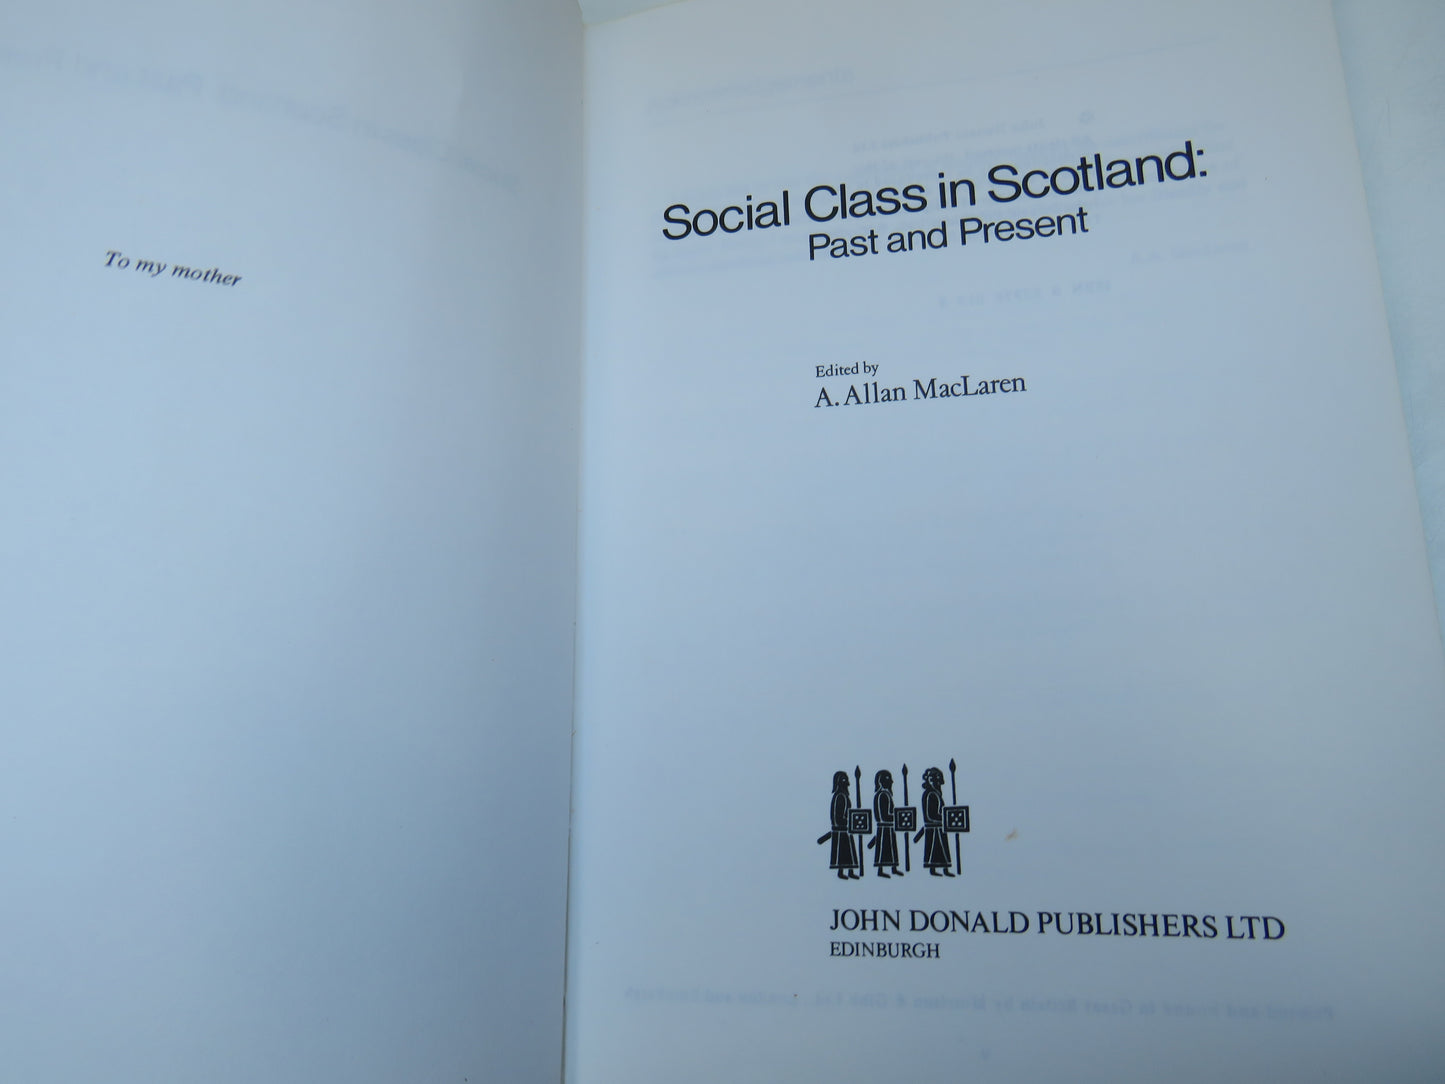 To my mother
Social Class in Scotland:
Past and Present
Edited by
A. Allan MacLaren
JOHN DONALD PUBLISHERS LTD
EDINBURGH